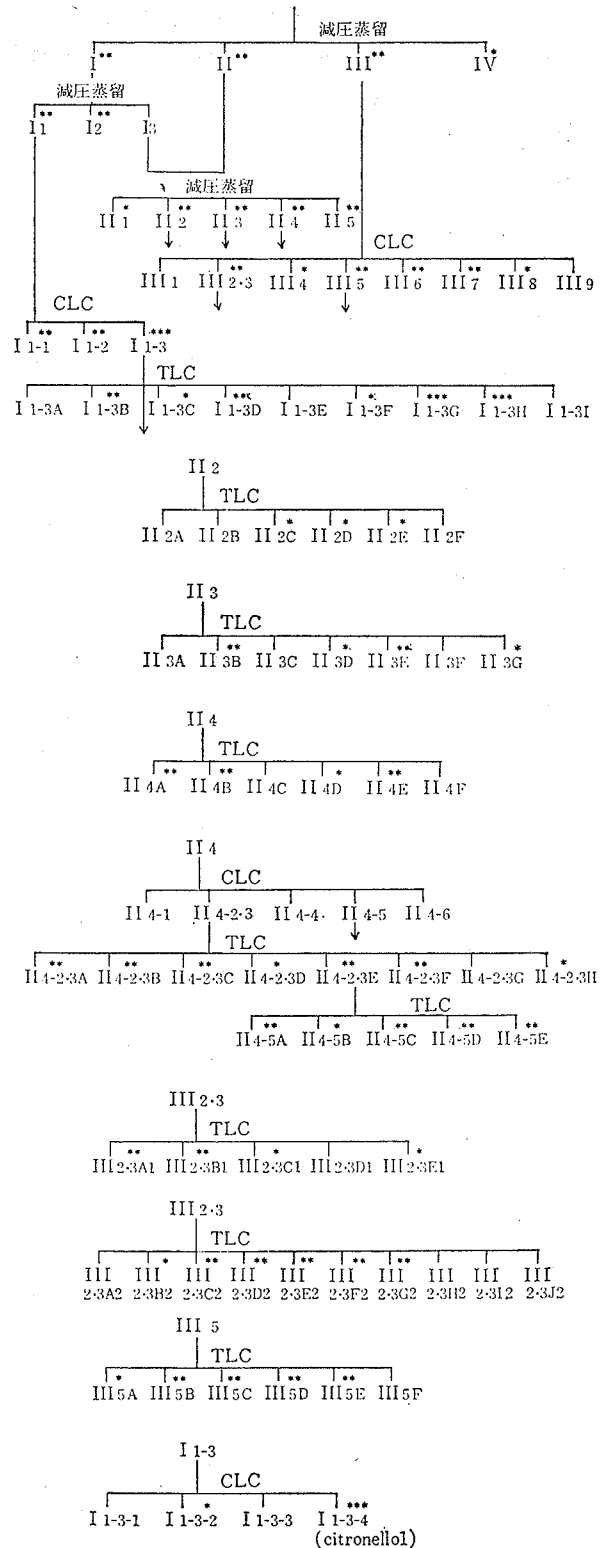 減圧蒸留
I** II** III** IV*
減圧蒸留
I1** I2** I3
減圧蒸留
II1* II2** II3** II4** II5**
CLC
III1 III2·3** III4* III5** III6** III7** III8* III9
CLC
I1-1** I1-2** I1-3***
TLC
I1-3A I1-3B** I1-3C* I1-3D** I1-3E I1-3F* I1-3G*** I1-3H*** I1-3I
II2
TLC
II2A II2B II2C* II2D* II2E* II2F
II3
TLC
II3A II3B** II3C II3D* II3E** II3F II3G*
II4
TLC
II4A** II4B** II4C II4D* II4E** II4F
II4
CLC
II4-1 II4-2·3 II4-4 II4-5 II4-6
TLC
II4-2·3A** II4-2·3B** II4-2·3C** II4-2·3D* II4-2·3E** II4-2·3F** II4-2·3G II4-2·3H*
TLC
II4-5A** II4-5B* II4-5C** II4-5D** II4-5E**
III2·3
TLC
III2·3A1** III2·3B1** III2·3C1* III2·3D1 III2·3E1*
III2·3
TLC
III III* III** III** III** III** III** III III III
2·3A2 2·3B2 2·3C2 2·3D2 2·3E2 2·3F2 2·3G2 2·3H2 2·3I2 2·3J2
III5
TLC
III5A* III5B** III5C** III5D** III5E** III5F
I1-3
CLC
I1-3-1 I1-3-2* I1-3-3 I1-3-4***
(citronellol)